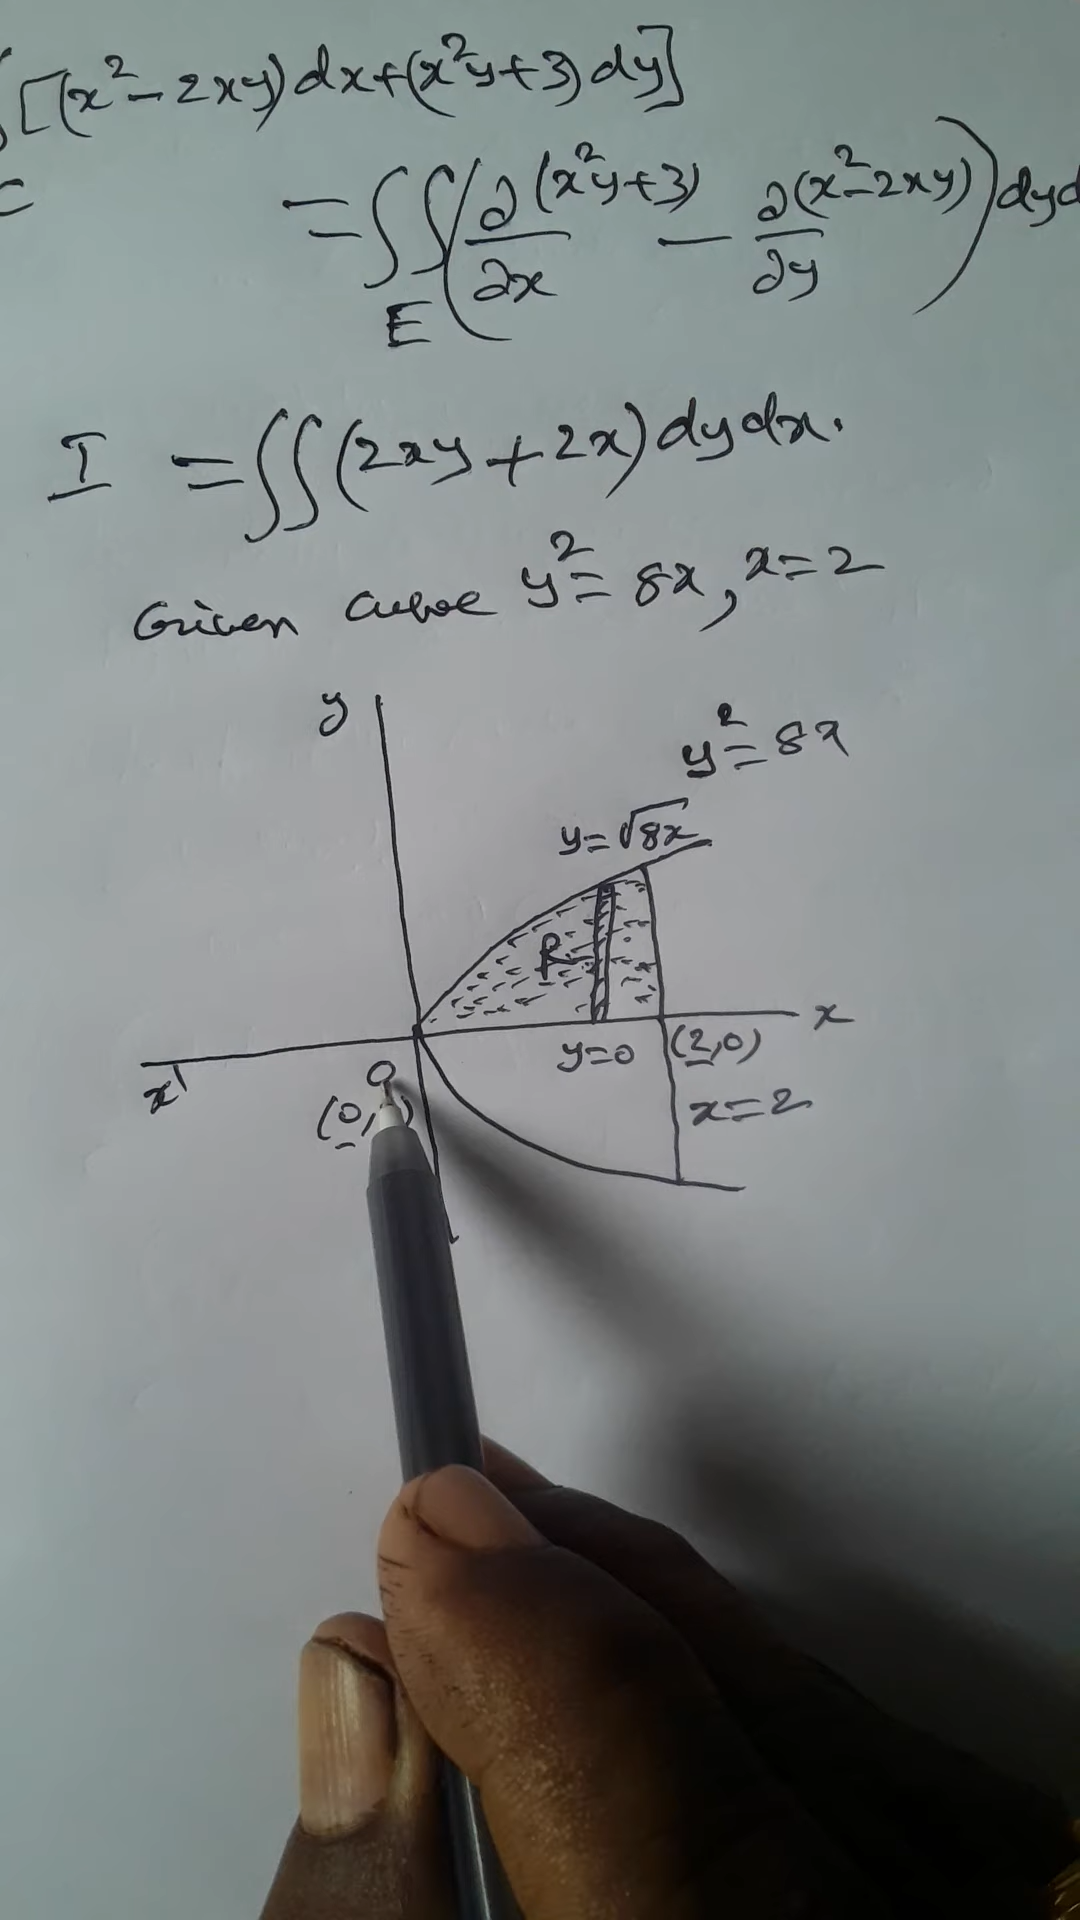 ∫ [(x²-2xy)dx+(x²y+3)dy]
C
=∬(∂(x²y+3)/∂x - ∂(x²-2xy)/∂y)dyd
E
I =∬(2xy+2x)dydx.
Given curve y²=8x, x=2
y
y²=8x
y=√8x
R
x
y=0 (2,0)
x' O
(0,
x=2